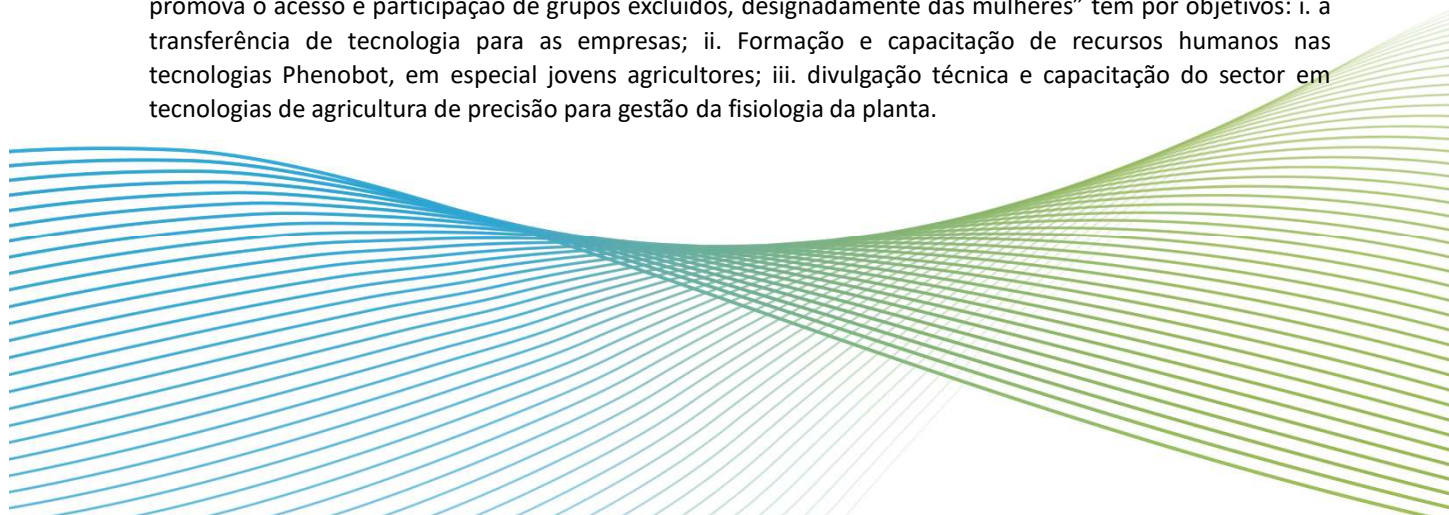 promova o acesso e participação de grupos excluídos, designadamente das mulheres” tem por objetivos: i. a
transferência de tecnologia para as empresas; ii. Formação e capacitação de recursos humanos nas
tecnologias Phenobot, em especial jovens agricultores; iii. divulgação técnica e capacitação do sector em
tecnologias de agricultura de precisão para gestão da fisiologia da planta.